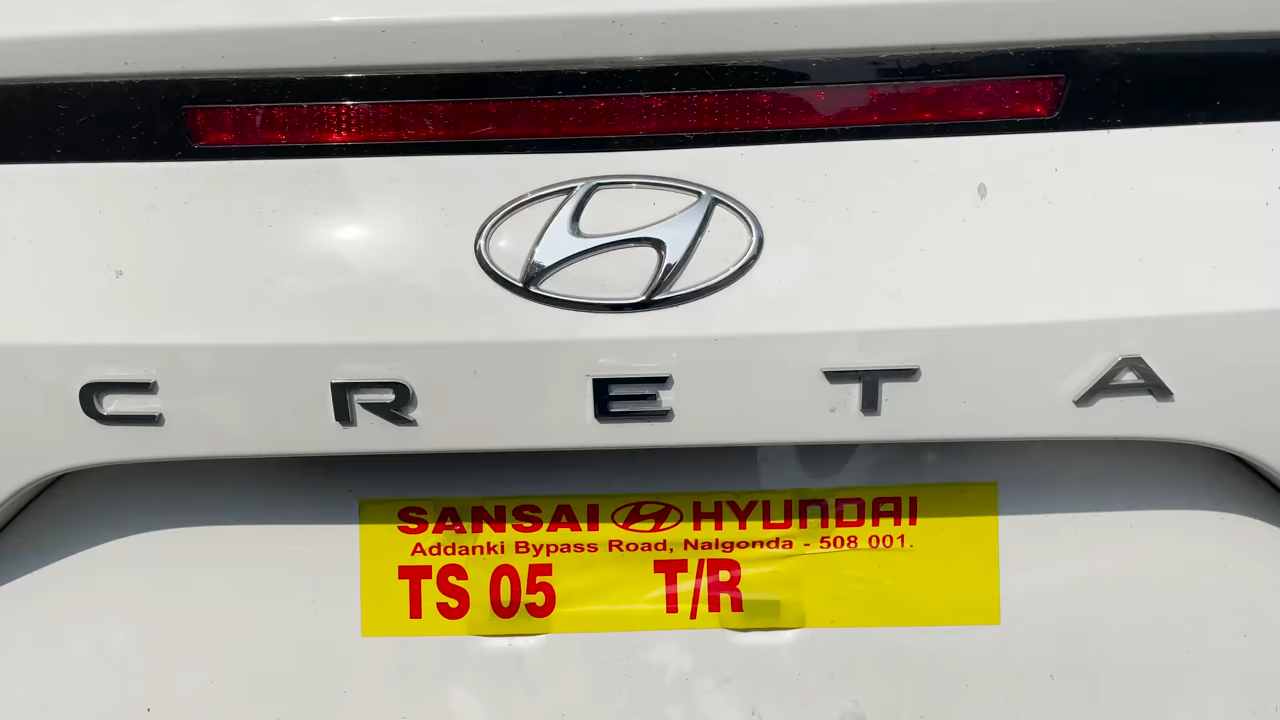 CRETA
SANSAI HYUNDAI
Addanki Bypass Road, Nalgonda - 508 001.
TS 05 T/R